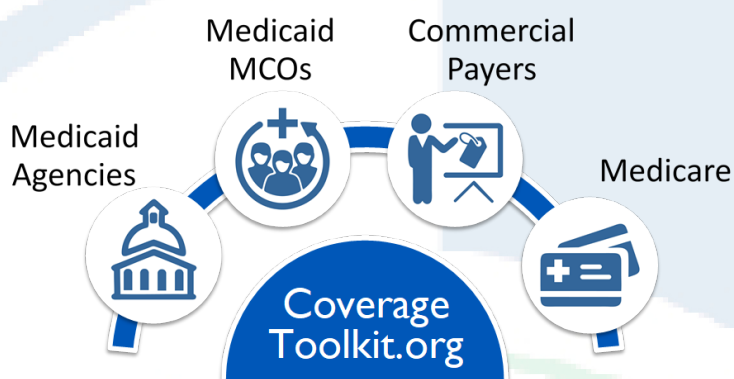 Medicaid
MCOs
Commercial
Payers
Medicaid
Agencies
Medicare
Coverage
Toolkit.org